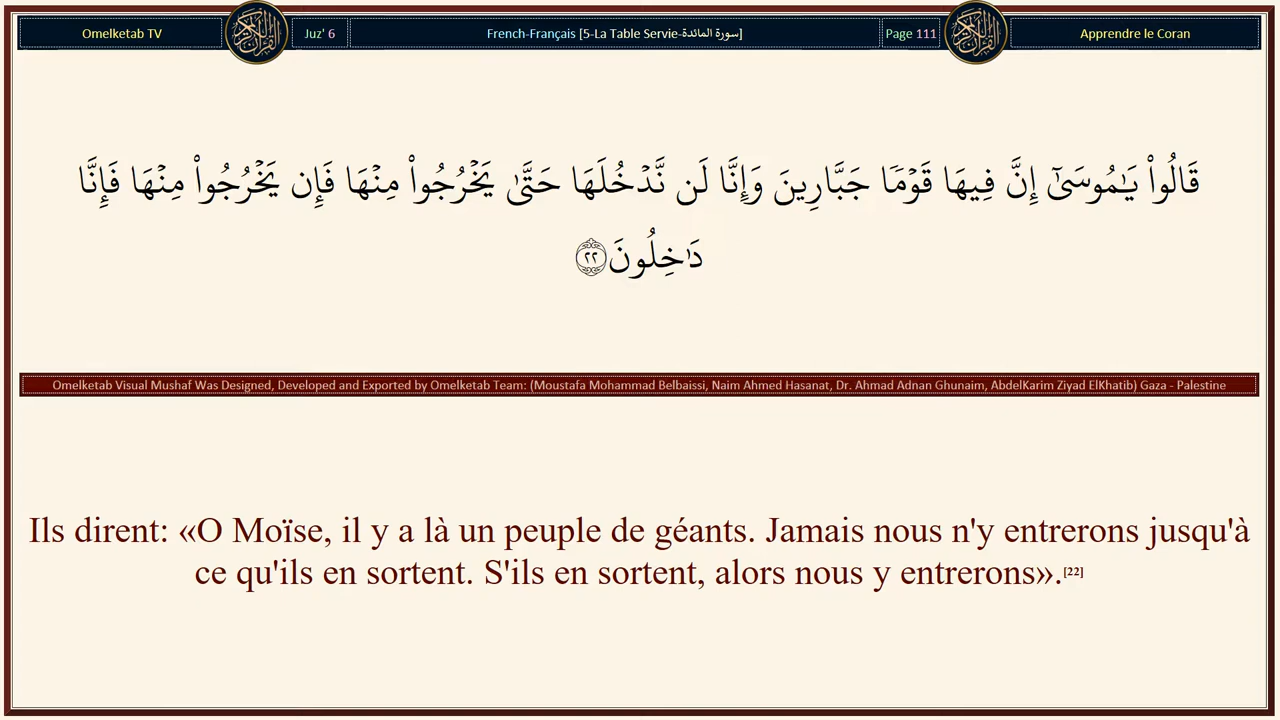 Omelketab TV
Juz' 6
French-Français [5-La Table Servie-سورة المائدة]
Page 111
Apprendre le Coran
قَالُوا۟ يَـٰمُوسَىٰٓ إِنَّ فِيهَا قَوْمًۭا جَبَّارِينَ وَإِنَّا لَن نَّدْخُلَهَا حَتَّىٰ يَخْرُجُوا۟ مِنْهَا فَإِن يَخْرُجُوا۟ مِنْهَا فَإِنَّا
دَٰخِلُونَ ٢٢
Omelketab Visual Mushaf Was Designed, Developed and Exported by Omelketab Team: (Moustafa Mohammad Belbaissi, Naim Ahmed Hasanat, Dr. Ahmad Adnan Ghunaim, AbdelKarim Ziyad ElKhatib) Gaza - Palestine
Ils dirent: «O Moïse, il y a là un peuple de géants. Jamais nous n'y entrerons jusqu'à
ce qu'ils en sortent. S'ils en sortent, alors nous y entrerons».[22]